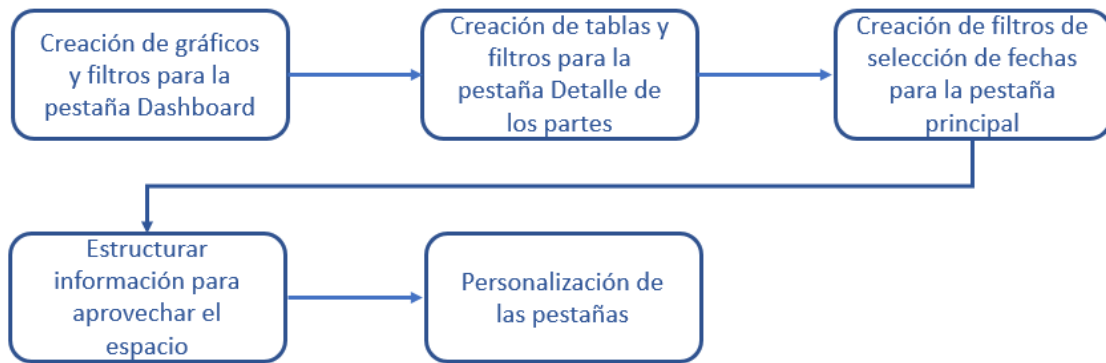 Creación de gráficos
y filtros para la
pestaña Dashboard
Creación de tablas y
filtros para la
pestaña Detalle de
los partes
Creación de filtros de
selección de fechas
para la pestaña
principal
Estructurar
información para
aprovechar el
espacio
Personalización de
las pestañas